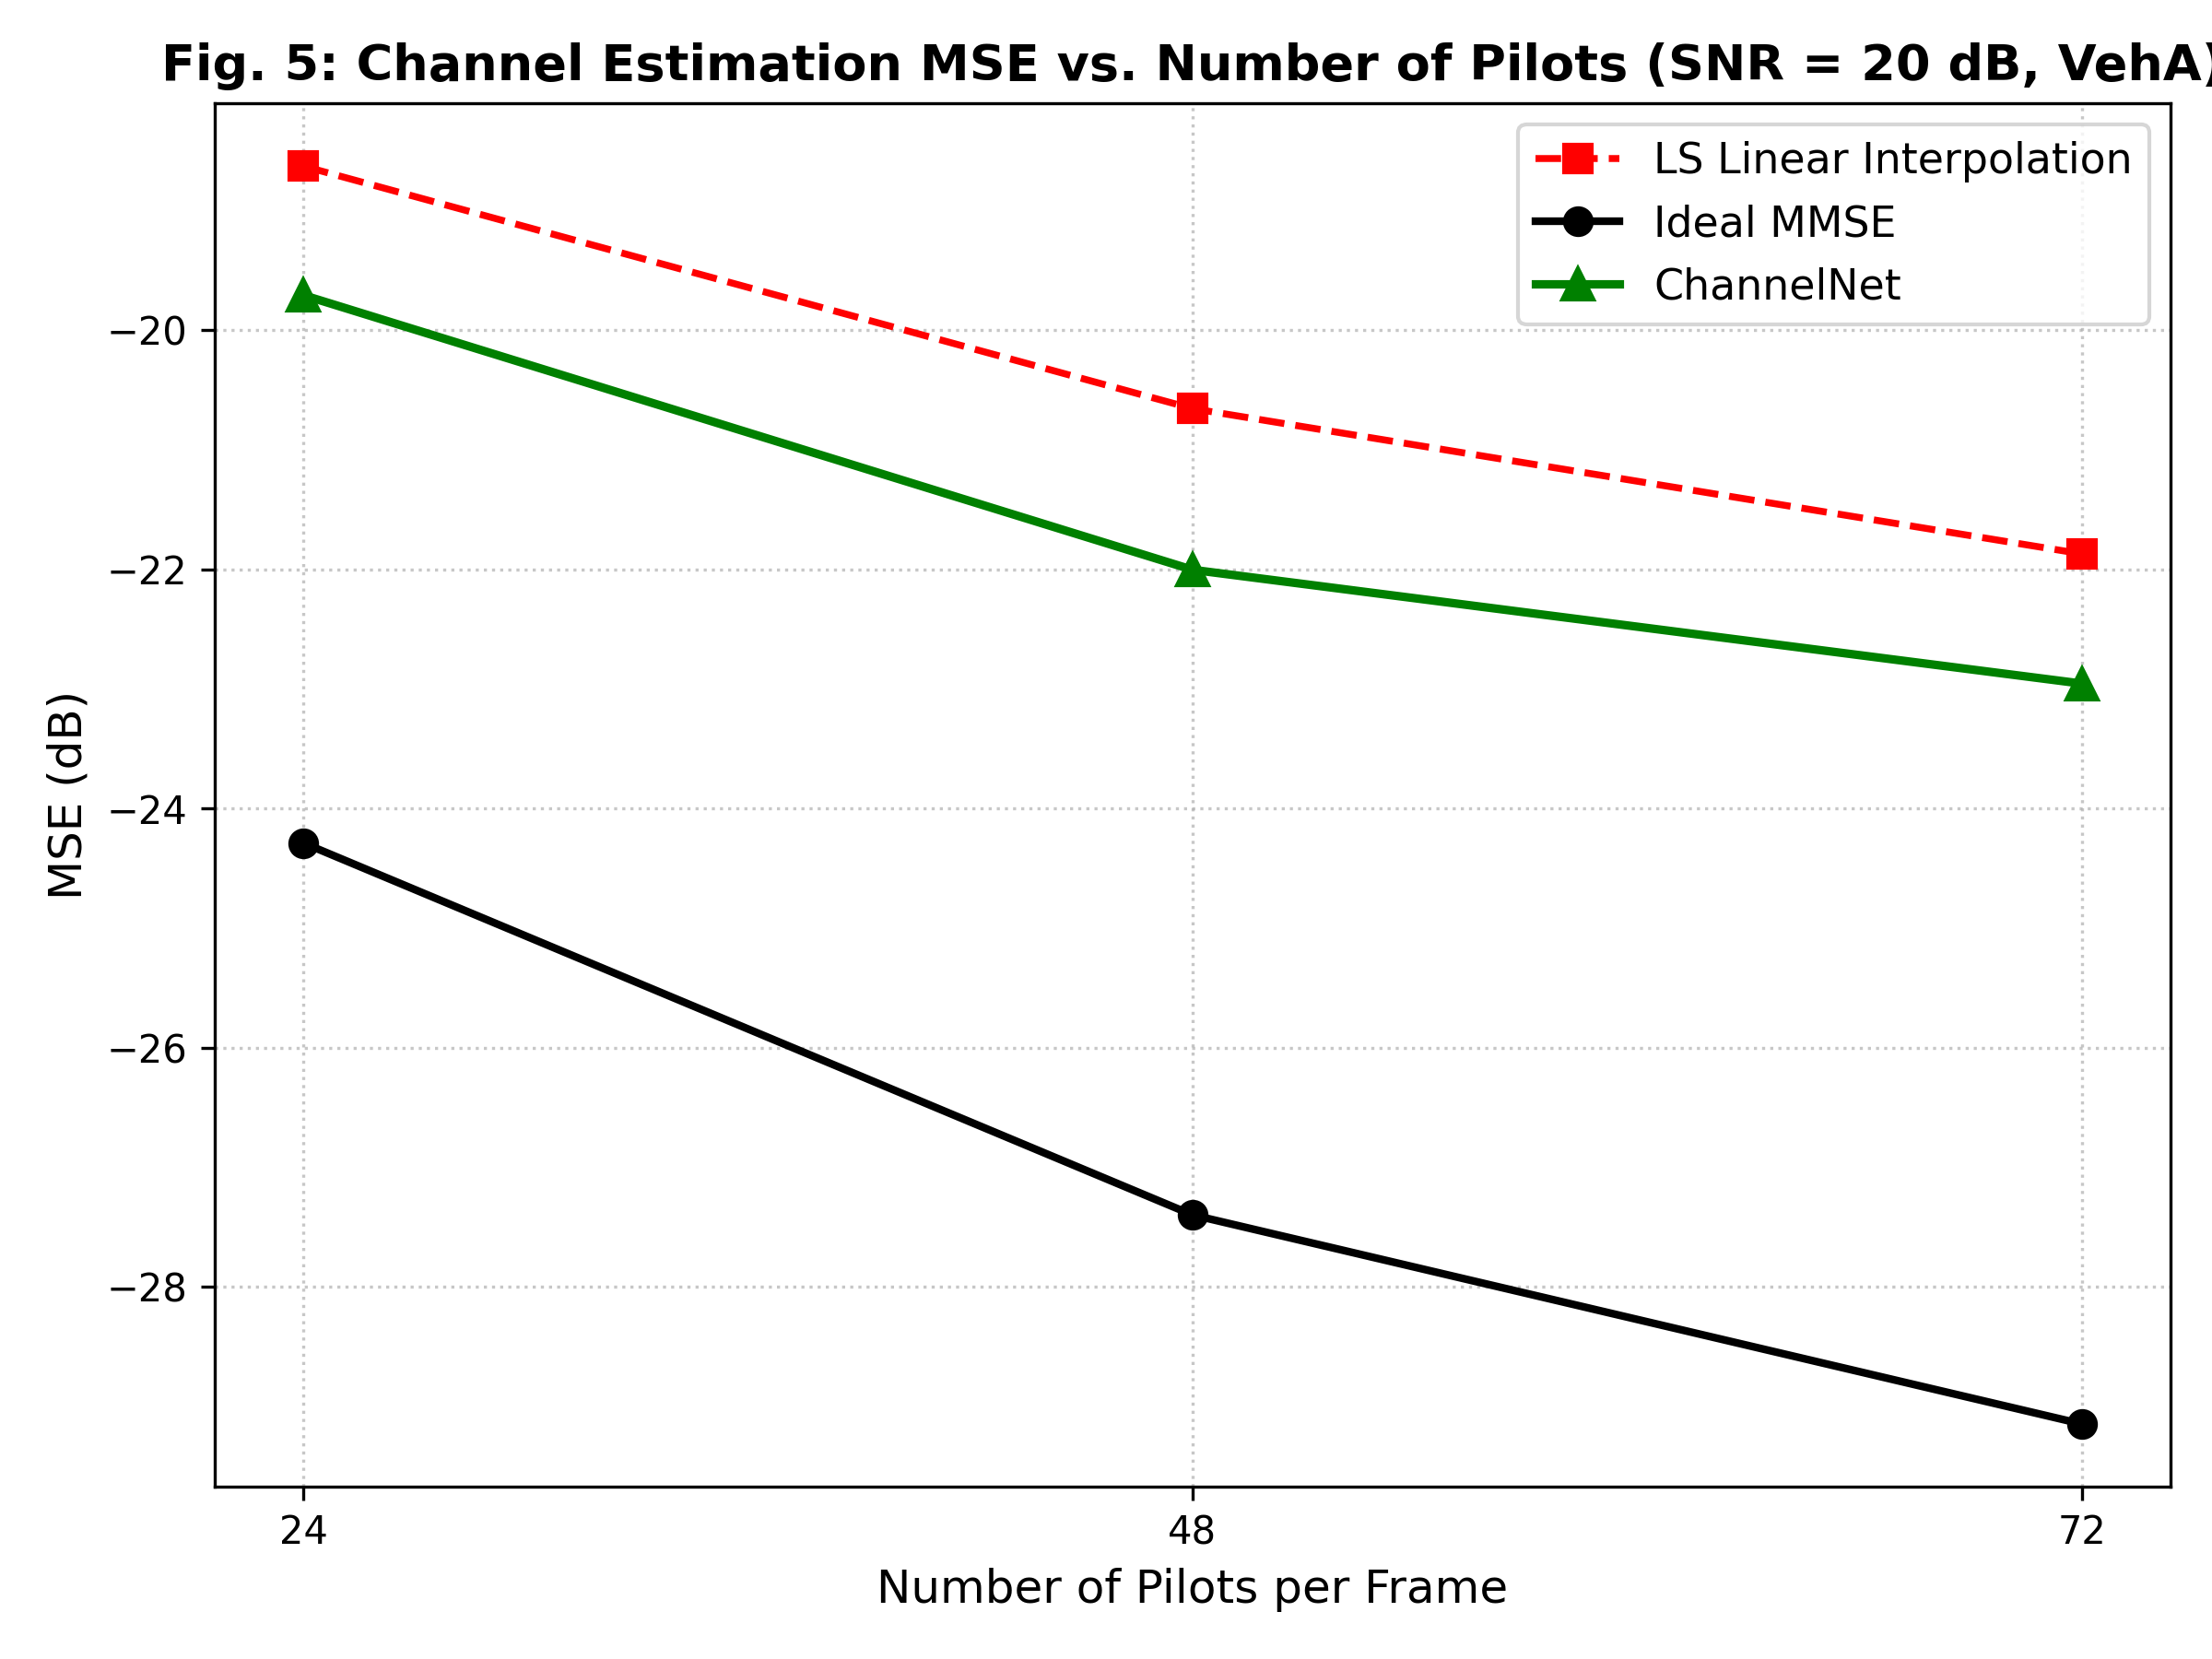 Fig. 5: Channel Estimation MSE vs. Number of Pilots (SNR = 20 dB, VehA)
LS Linear Interpolation
Ideal MMSE
ChannelNet
MSE (dB)
−20
−22
−24
−26
−28
24 48 72
Number of Pilots per Frame